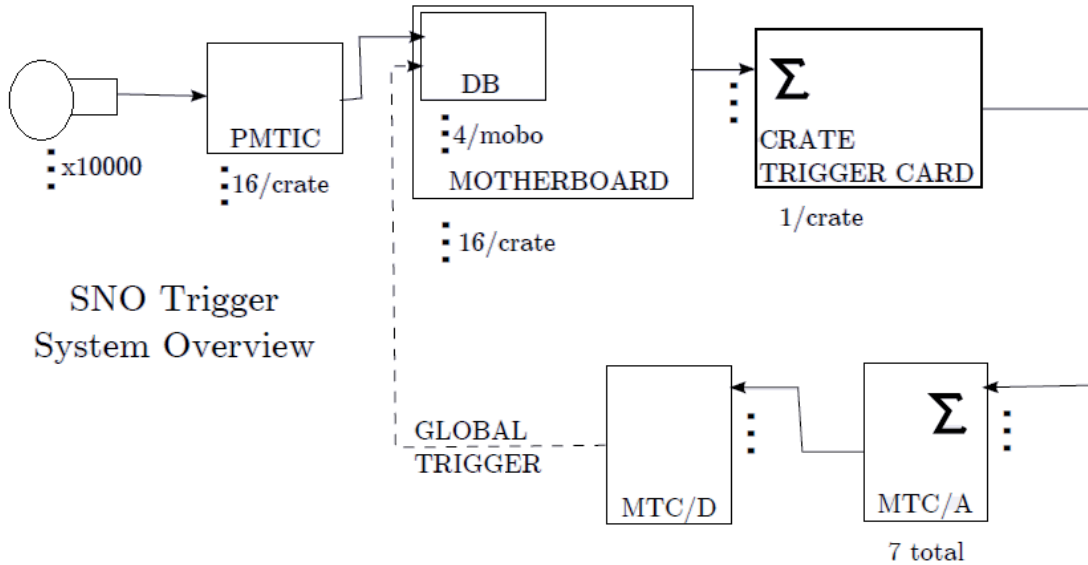 DB
PMTIC
4/mobo
CRATE
TRIGGER CARD
x10000
16/crate
MOTHERBOARD
1/crate
16/crate
SNO Trigger
System Overview
Σ
Σ
GLOBAL
TRIGGER
MTC/D
MTC/A
7 total